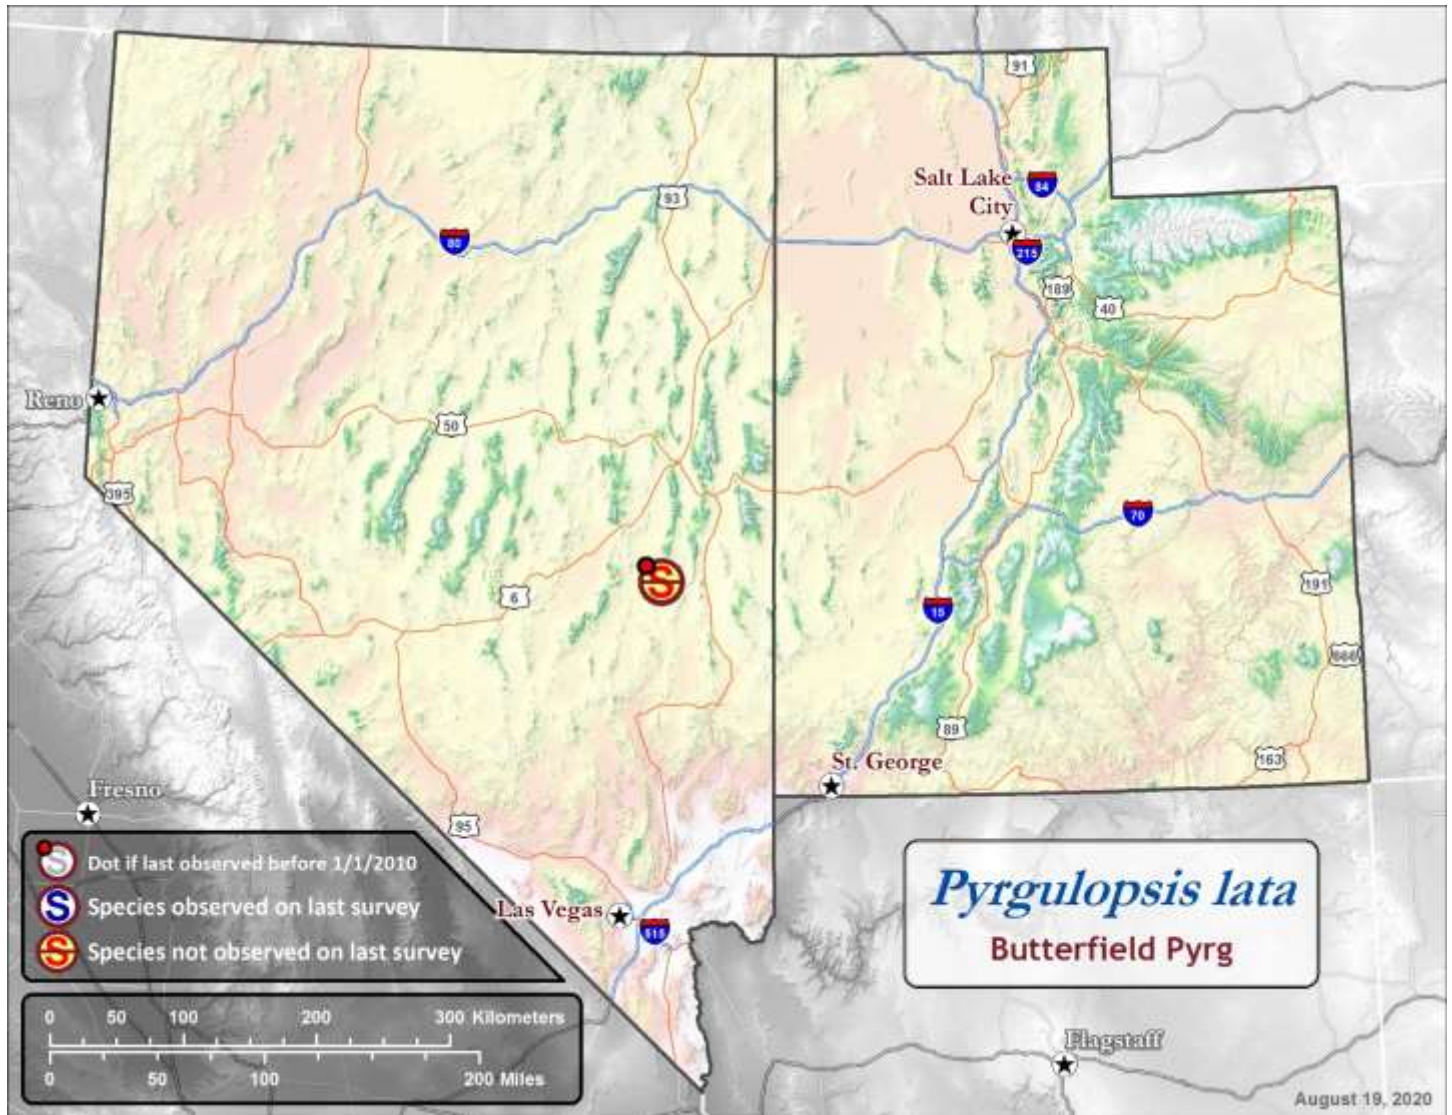 91
Salt Lake
City
84
93
80
215
189
40
Reno
50
395
70
6
S
191
15
666
89
St. George
163
Fresno
95
S Dot if last observed before 1/1/2010
S Species observed on last survey
S Species not observed on last survey
Las Vegas
515
Pyrgulopsis lata
Butterfield Pyrg
0 50 100 200 300 Kilometers
0 50 100 200 Miles
Flagstaff
August 19, 2020